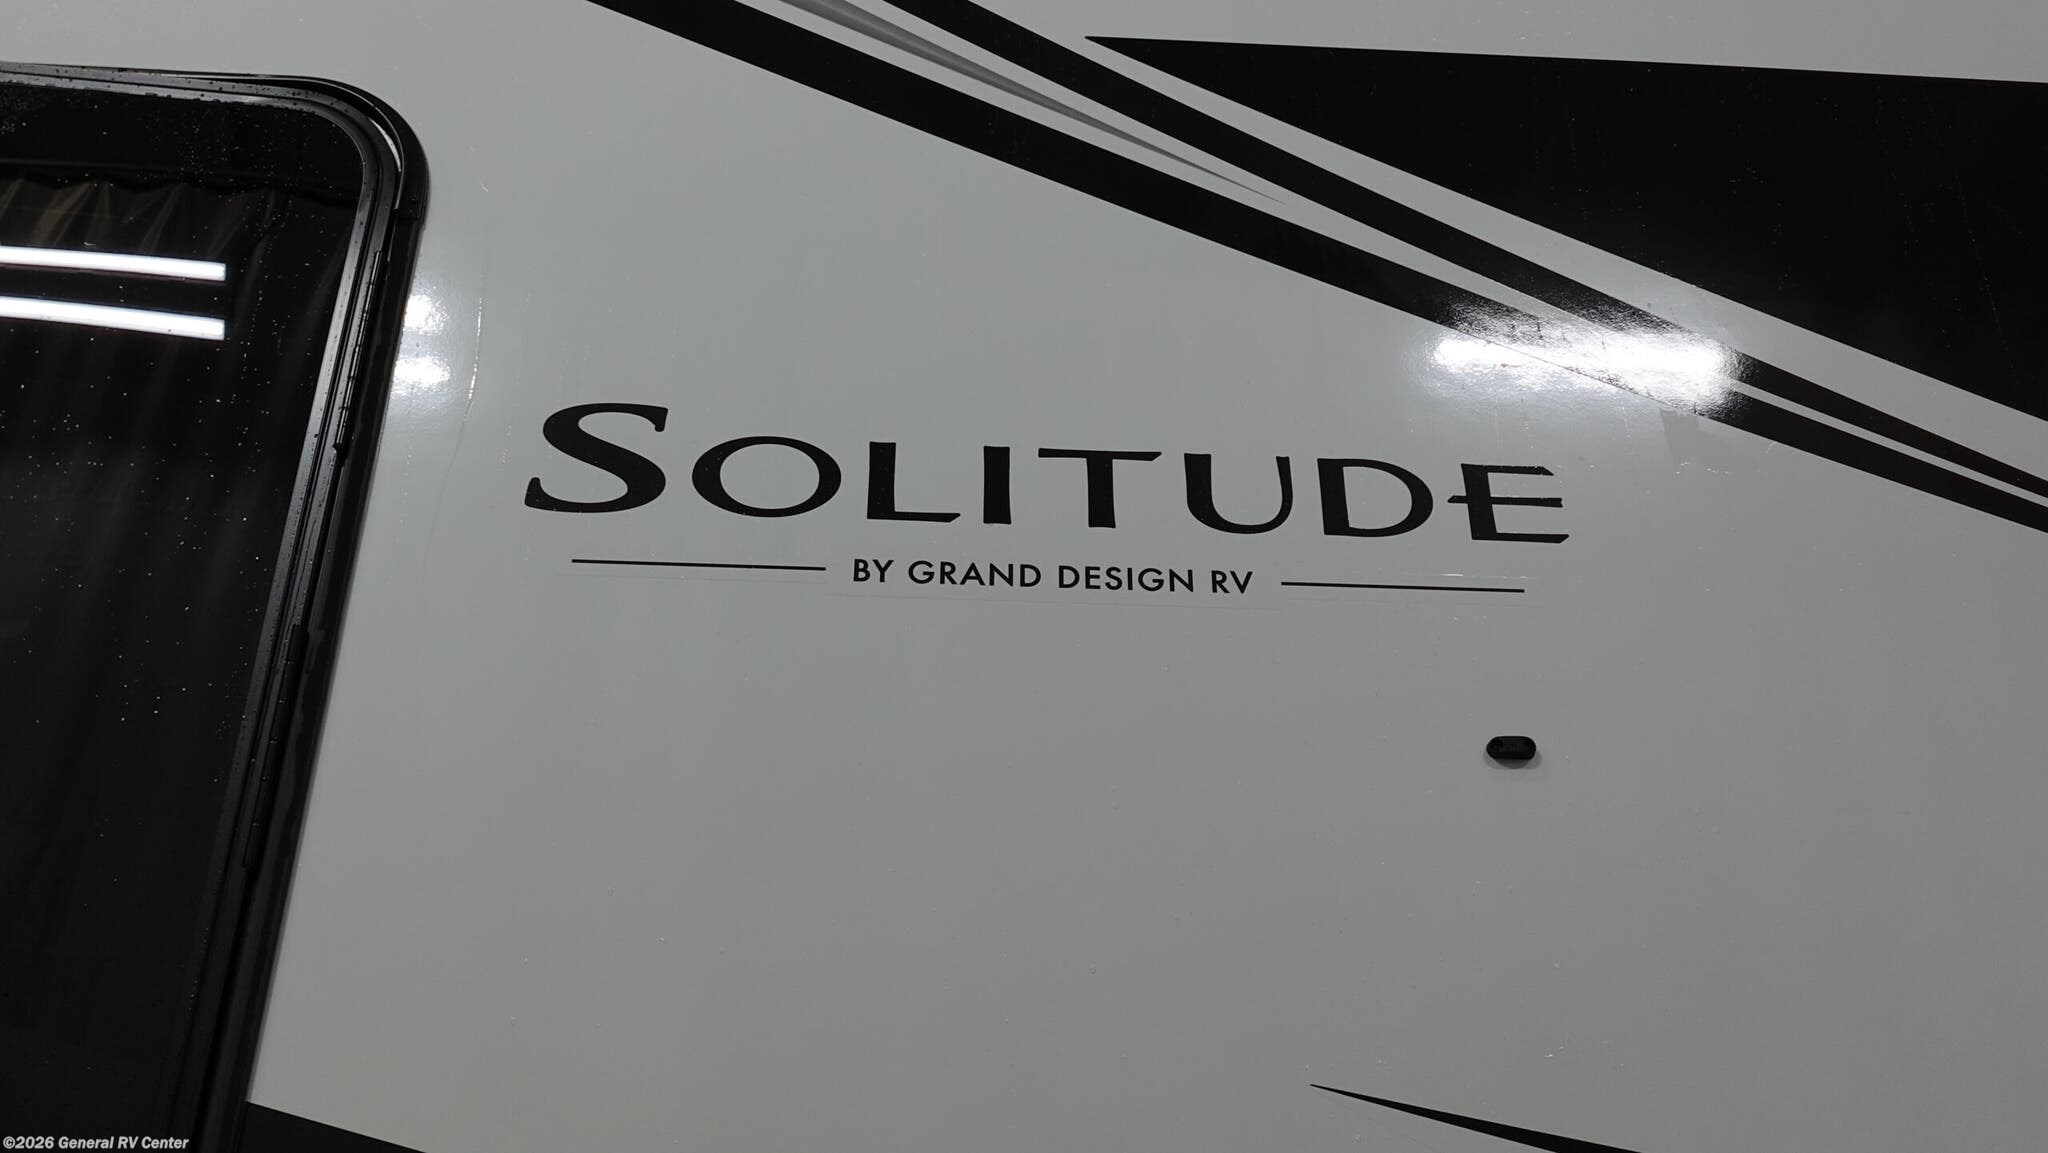 SOLITUDE
BY GRAND DESIGN RV
©2026 General RV Center